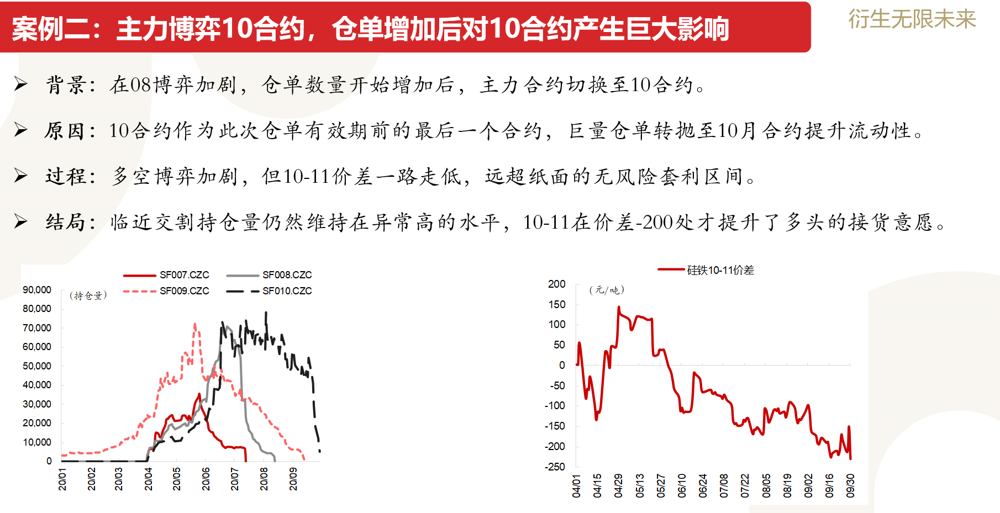 案例二：主力博弈10合约，仓单增加后对10合约产生巨大影响
衍生无限未来
➢ 背景：在08博弈加剧，仓单数量开始增加后，主力合约切换至10合约。
➢ 原因：10合约作为此次仓单有效期前的最后一个合约，巨量仓单转抛至10月合约提升流动性。
➢ 过程：多空博弈加剧，但10-11价差一路走低，远超纸面的无风险套利区间。
➢ 结局：临近交割持仓量仍然维持在异常高的水平，10-11在价差-200处才提升了多头的接货意愿。
SF007.CZC SF008.CZC
SF009.CZC SF010.CZC
（持仓量）
90,000
80,000
70,000
60,000
50,000
40,000
30,000
20,000
10,000
0
20/01 20/02 20/03 20/04 20/05 20/06 20/07 20/08 20/09
硅铁10-11价差
（元/吨）
200
150
100
50
0
-50
-100
-150
-200
-250
04/01 04/15 04/29 05/13 05/27 06/10 06/24 07/08 07/22 08/05 08/19 09/02 09/16 09/30